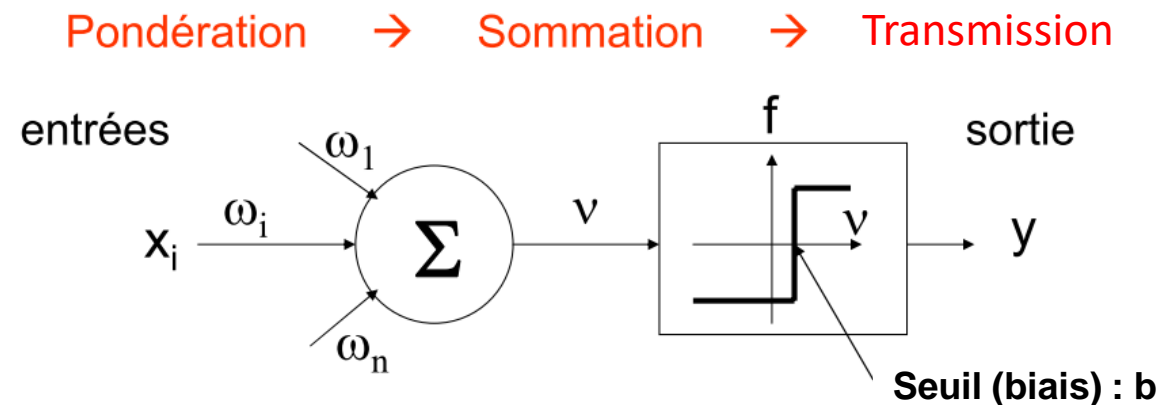 Pondération → Sommation → Transmission
entrées
ω1
f
sortie
xi
ωi
Σ
ν
ν
y
ωn
Seuil (biais) : b